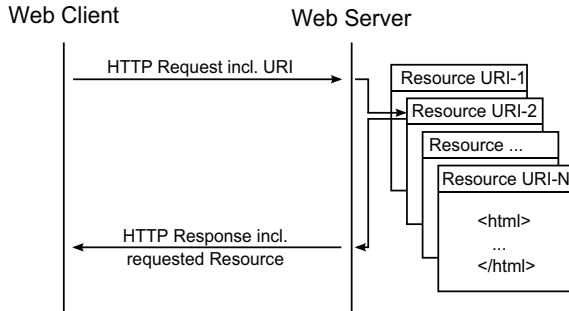 Web Client
Web Server
HTTP Request incl. URI
Resource URI-1
Resource URI-2
Resource ...
Resource URI-N
<html>
...
</html>
HTTP Response incl.
requested Resource